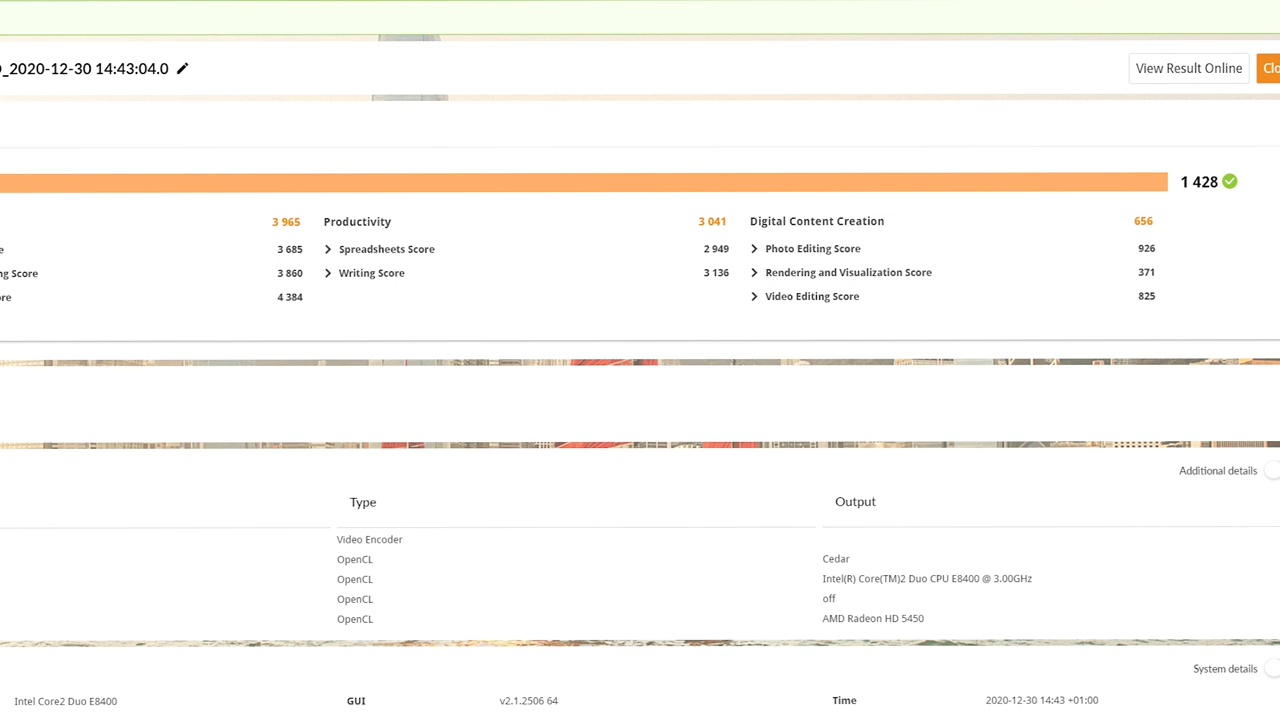 _2020-12-30 14:43:04.0
View Result Online
1 428
3 965 Productivity 3 041 Digital Content Creation 656
3 685 Spreadsheets Score 2 949 Photo Editing Score 926
Score 3 860 Writing Score 3 136 Rendering and Visualization Score 371
4 384 Video Editing Score 825
Additional details
Type Output
Video Encoder
OpenCL Cedar
OpenCL Intel(R) Core(TM)2 Duo CPU E8400 @ 3.00GHz
OpenCL off
OpenCL AMD Radeon HD 5450
System details
Intel Core2 Duo E8400 GUI v2.1.2506 64 Time 2020-12-30 14:43 +01:00